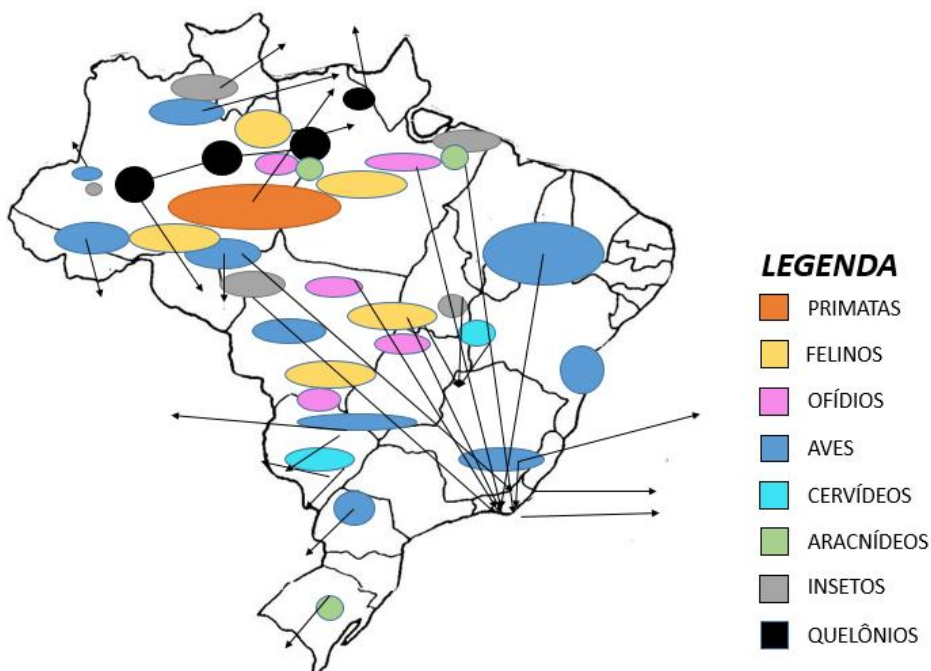 LEGENDA
PRIMATAS
FELINOS
OFÍDIOS
AVES
CERVÍDEOS
ARACNÍDEOS
INSETOS
QUELÔNIOS